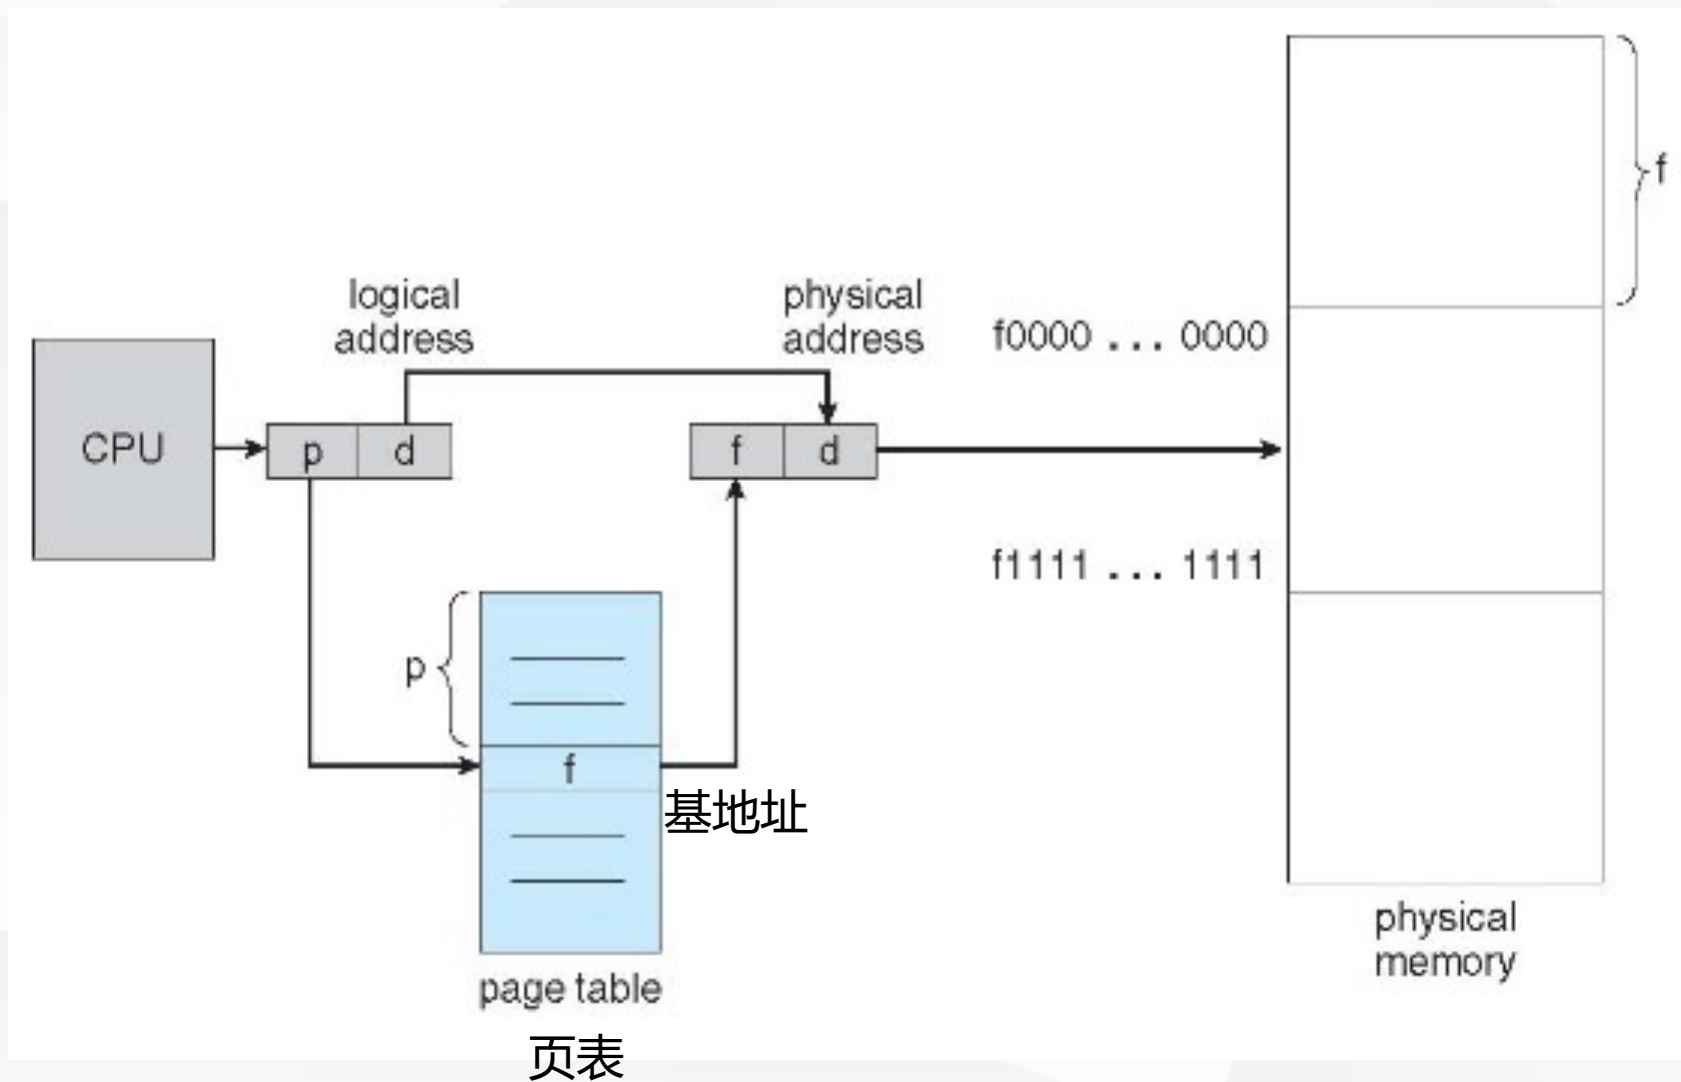 f
logical
address
physical
address
f0000 ... 0000
CPU
p
d
f
d
f1111 ... 1111
p
f
基地址
physical
memory
page table
页表